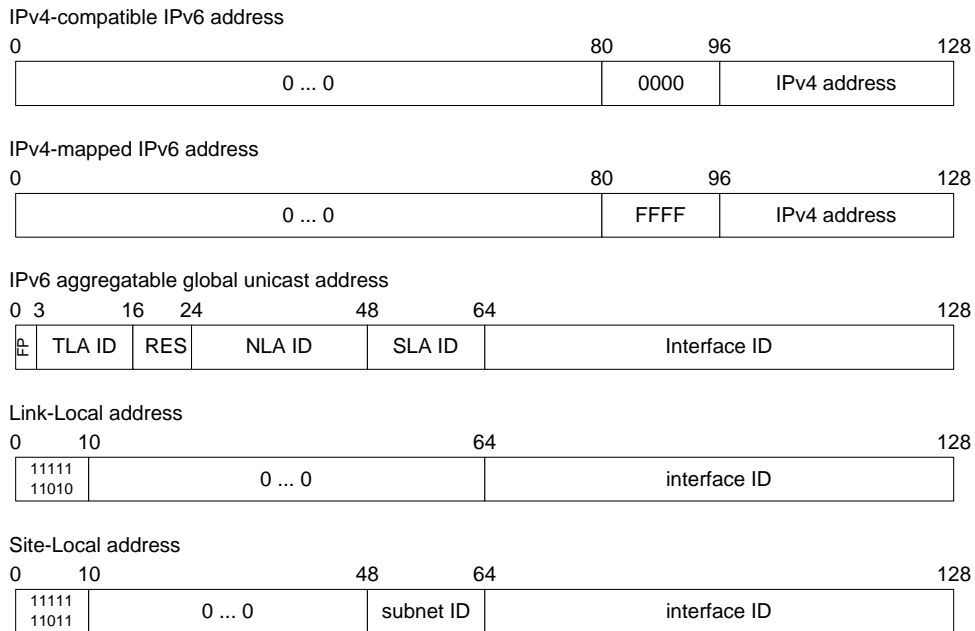 IPv4-compatible IPv6 address
0 80 96 128
0 ... 0 0000 IPv4 address
IPv4-mapped IPv6 address
0 80 96 128
0 ... 0 FFFF IPv4 address
IPv6 aggregatable global unicast address
0 3 16 24 48 64 128
FP TLA ID RES NLA ID SLA ID Interface ID
Link-Local address
0 10 64 128
11111
11010
0 ... 0 interface ID
Site-Local address
0 10 48 64 128
11111
11011
0 ... 0 subnet ID interface ID